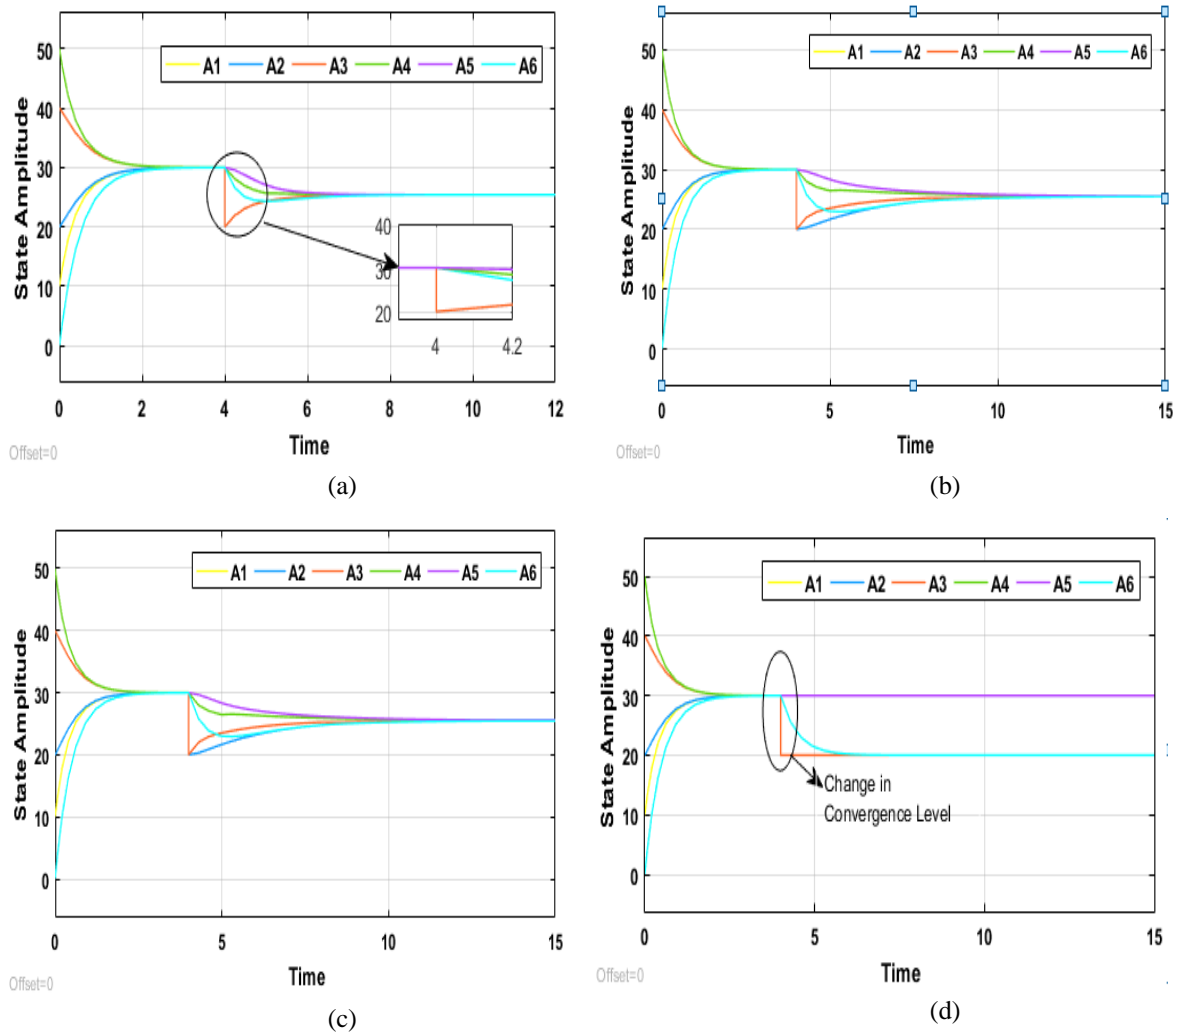 A1 A2 A3 A4 A5 A6
State Amplitude
50
40
30
20
10
0
0 2 4 6 8 10 12
40
30
20
4 4.2
Time
Offset=0
(a)
A1 A2 A3 A4 A5 A6
State Amplitude
50
40
30
20
10
0
0 5 10 15
Time
Offset=0
(b)
A1 A2 A3 A4 A5 A6
State Amplitude
50
40
30
20
10
0
0 5 10 15
Time
Offset=0
(c)
A1 A2 A3 A4 A5 A6
State Amplitude
50
40
30
20
10
0
Change in
Convergence Level
0 5 10 15
Time
Offset=0
(d)